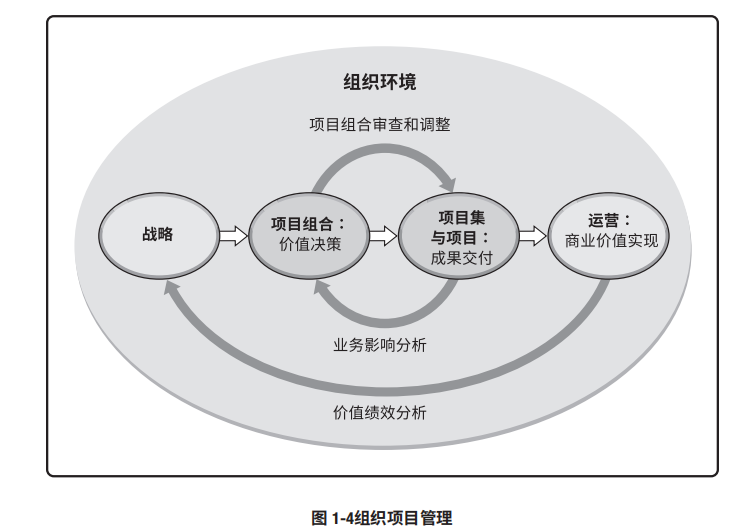 组织环境
项目组合审查和调整
战略
项目组合：
价值决策
项目集
与项目：
成果交付
运营：
商业价值实现
业务影响分析
价值绩效分析
图 1-4组织项目管理